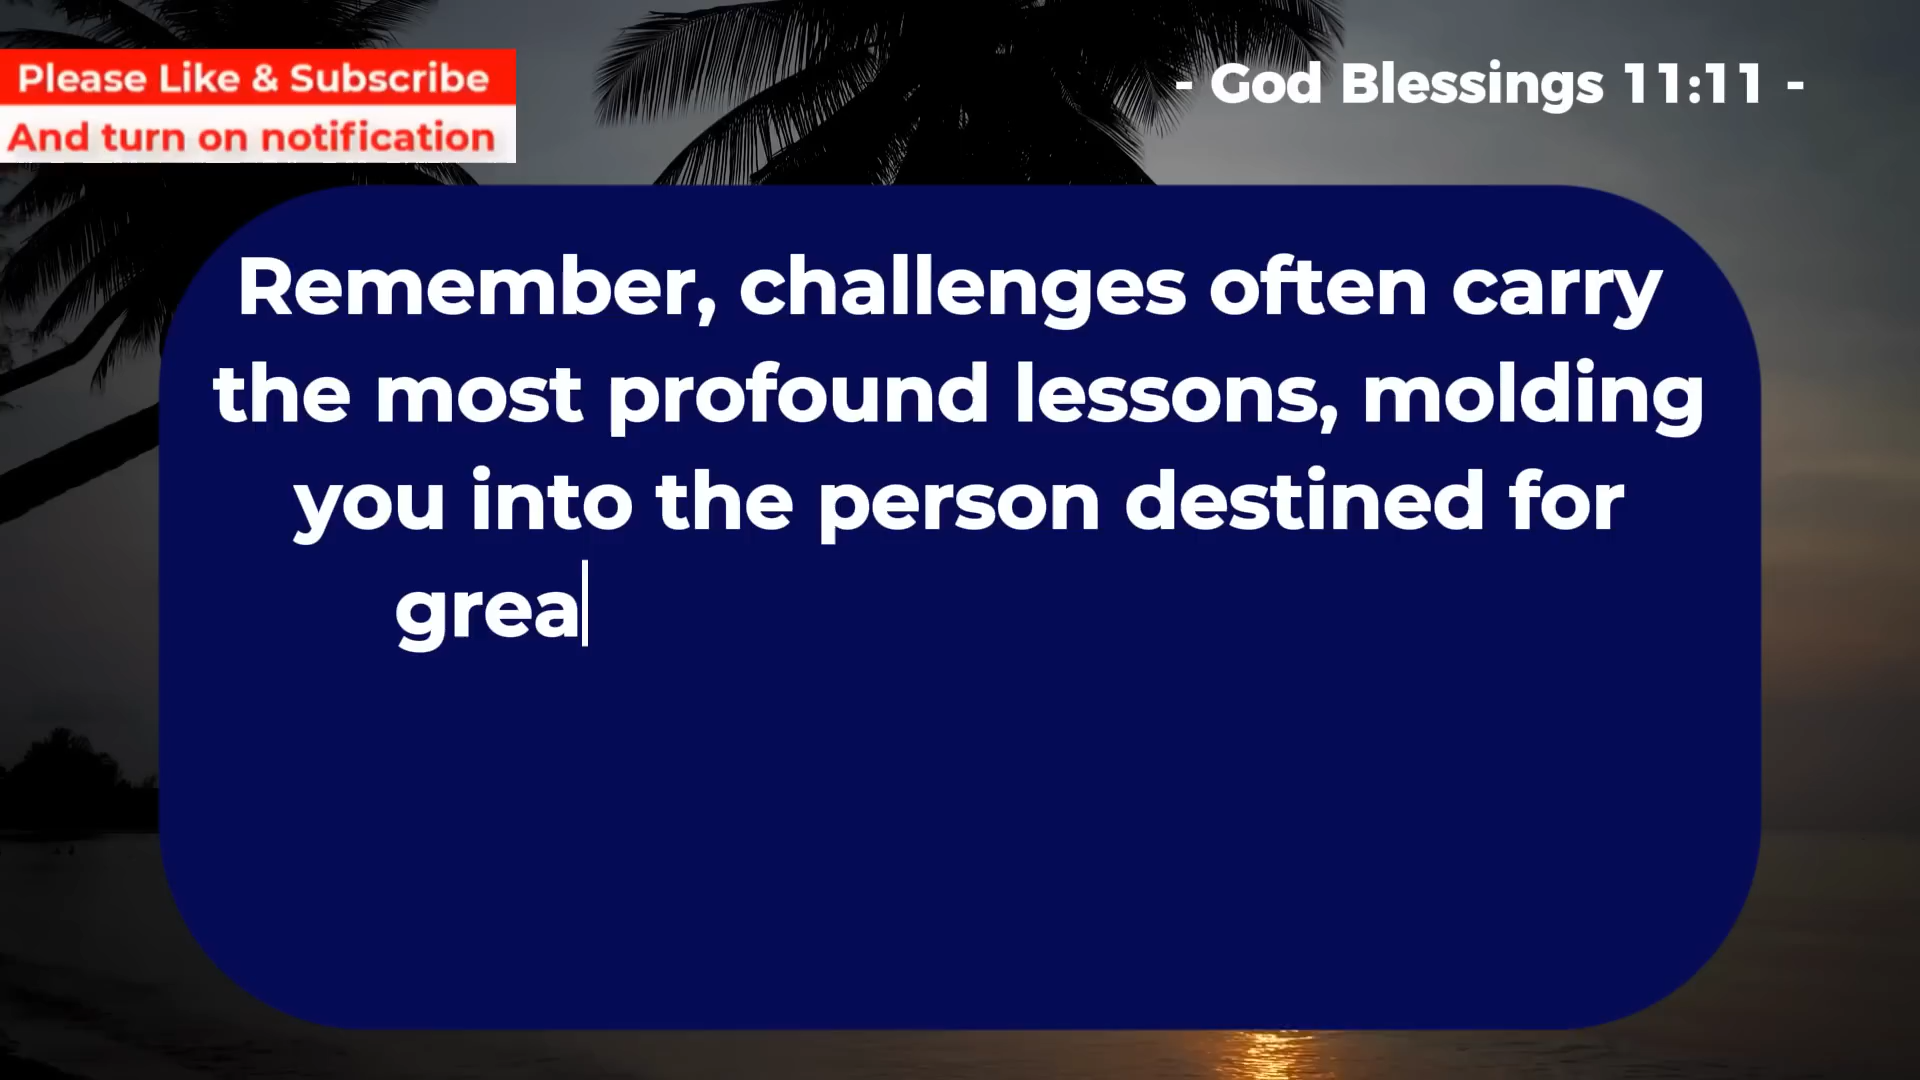 Please Like & Subscribe
And turn on notification
- God Blessings 11:11 -
Remember, challenges often carry
the most profound lessons, molding
you into the person destined for
grea